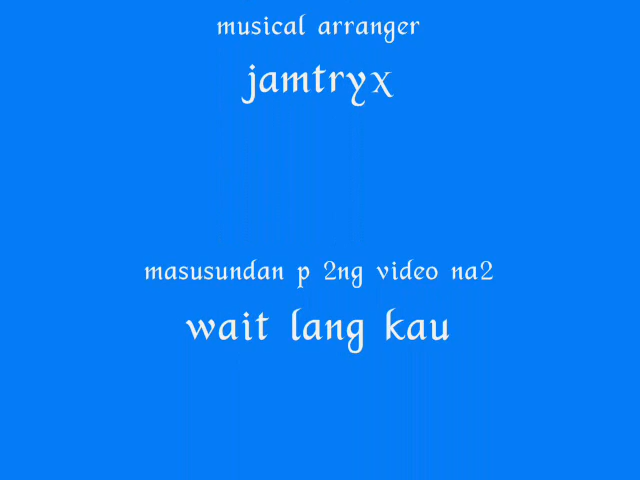 musical arranger
jamtryx
masusundan p 2ng video na2
wait lang kau